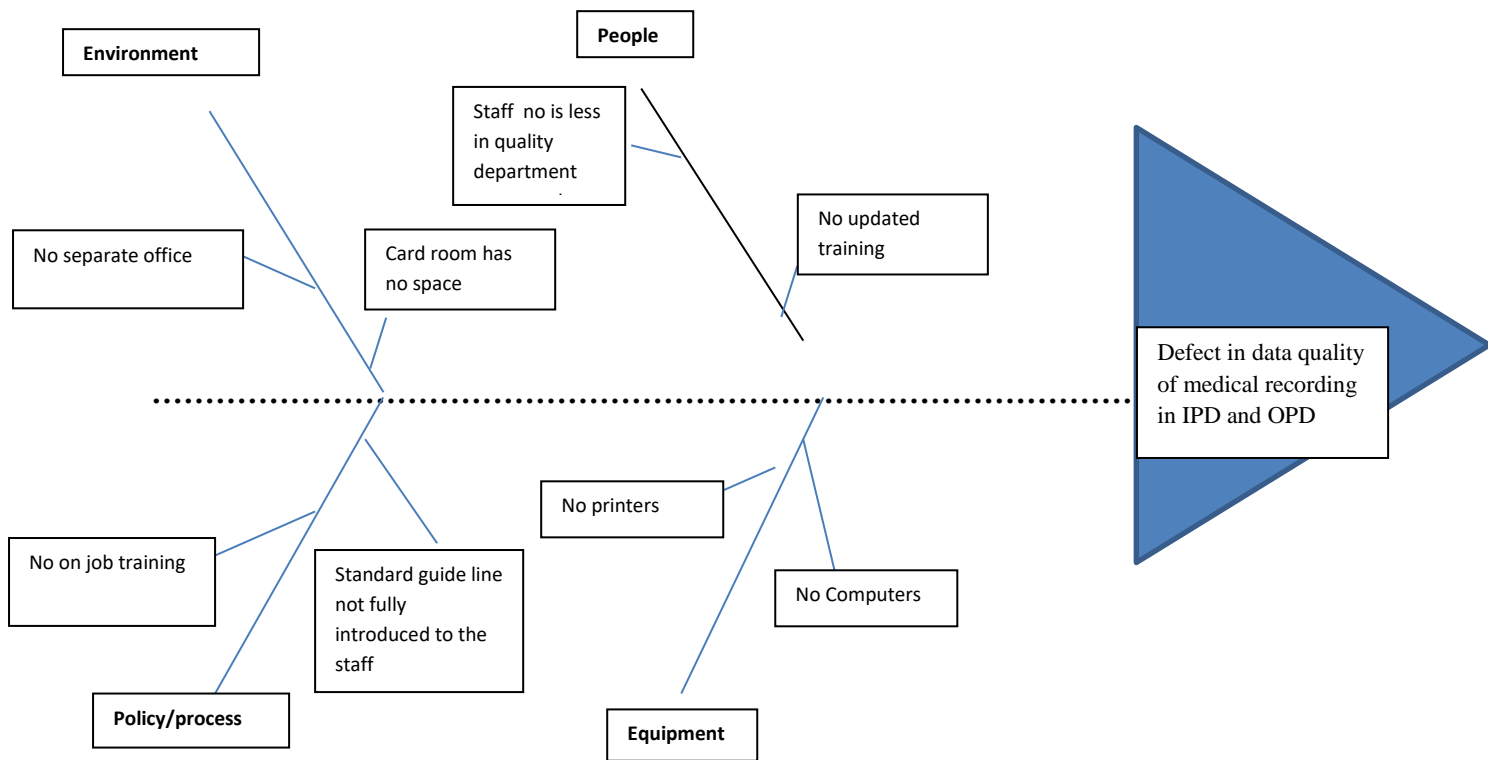 Environment
People
Staff no is less
in quality
department
No updated
training
No separate office
Card room has
no space
Defect in data quality
of medical recording
in IPD and OPD
No printers
No on job training
Standard guide line
not fully
introduced to the
staff
No Computers
Policy/process
Equipment